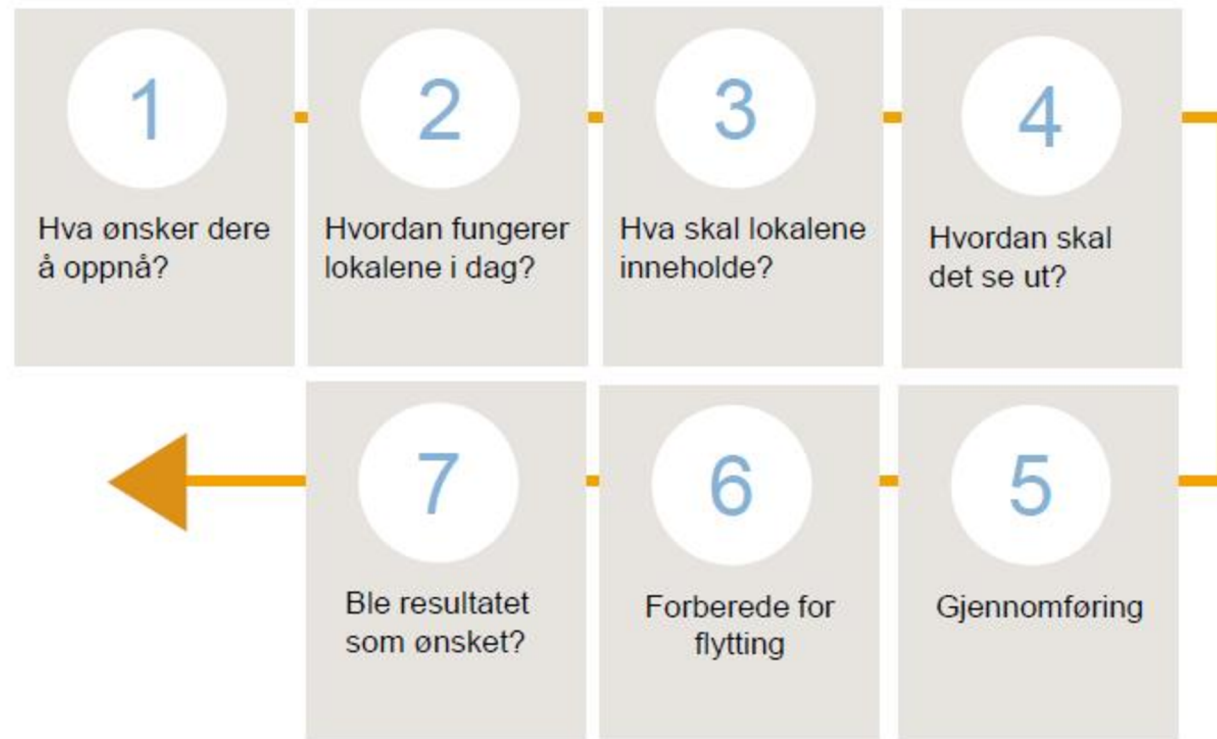 1
Hva ønsker dere
å oppnå?
2
Hvordan fungerer
lokalene i dag?
3
Hva skal lokalene
inneholde?
4
Hvordan skal
det se ut?
5
Gjennomføring
6
Forberede for
flytting
7
Ble resultatet
som ønsket?